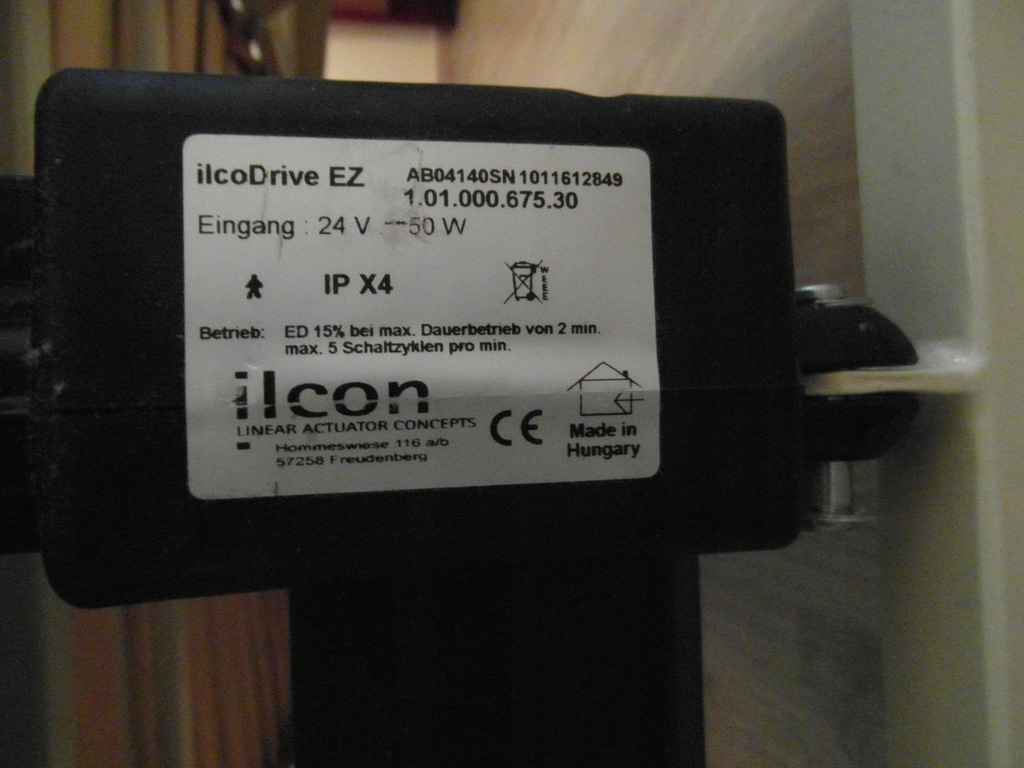 ilcoDrive EZ AB04140SN1011612849
1.01.000.675.30
Eingang : 24 V ⎓ 50 W
IP X4
WEEE
Betrieb: ED 15% bei max. Dauerbetrieb von 2 min.
max. 5 Schaltzyklen pro min.
ilcon
LINEAR ACTUATOR CONCEPTS
Hommeswiese 116 a/b
57258 Freudenberg
CE
Made in
Hungary